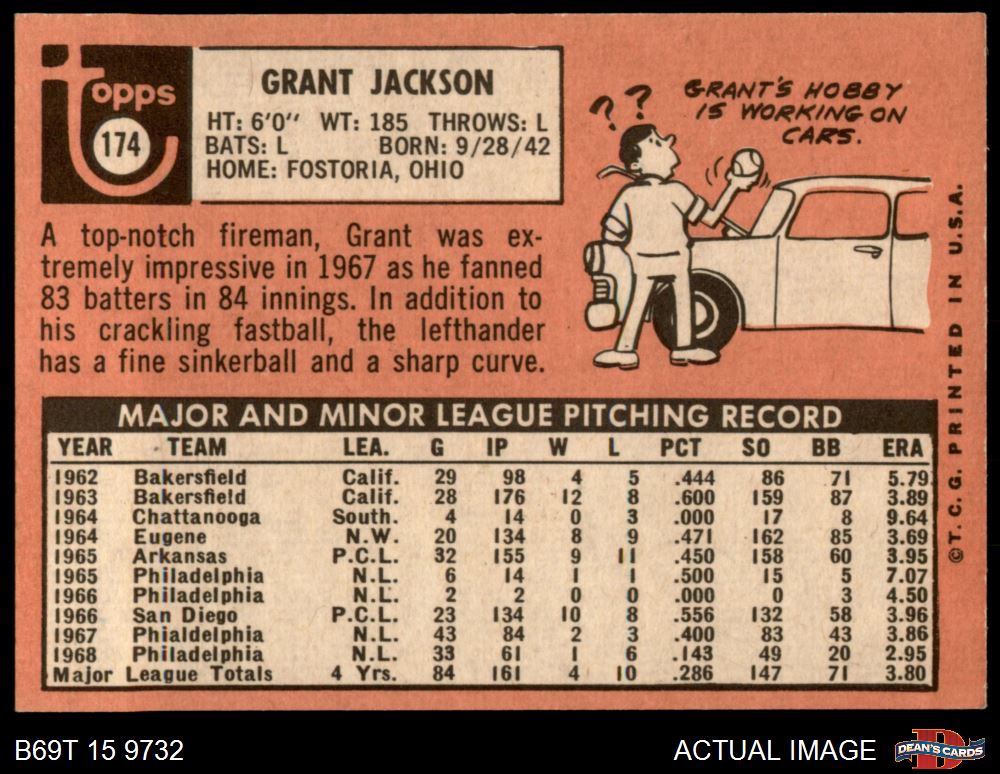 topps
174
GRANT JACKSON
HT: 6'0" WT: 185 THROWS: L
BATS: L BORN: 9/28/42
HOME: FOSTORIA, OHIO
A top-notch fireman, Grant was ex-
tremely impressive in 1967 as he fanned
83 batters in 84 innings. In addition to
his crackling fastball, the lefthander
has a fine sinkerball and a sharp curve.
? ?
GRANT'S HOBBY
IS WORKING ON
CARS.
MAJOR AND MINOR LEAGUE PITCHING RECORD
YEAR TEAM LEA. G IP W L PCT SO BB ERA
1962 Bakersfield Calif. 29 98 4 5 .444 86 71 5.79
1963 Bakersfield Calif. 28 176 12 8 .600 159 87 3.89
1964 Chattanooga South. 4 14 0 3 .000 17 8 9.64
1964 Eugene N.W. 20 134 8 9 .471 162 85 3.69
1965 Arkansas P.C.L. 32 155 9 11 .450 158 60 3.95
1965 Philadelphia N.L. 6 14 1 1 .500 15 5 7.07
1966 Philadelphia N.L. 2 2 0 0 .000 0 3 4.50
1966 San Diego P.C.L. 23 134 10 8 .556 132 58 3.96
1967 Phialdelphia N.L. 43 84 2 3 .400 83 43 3.86
1968 Philadelphia N.L. 33 61 1 6 .143 49 20 2.95
Major League Totals 4 Yrs. 84 161 4 10 .286 147 71 3.80
©T. C. G. PRINTED IN U.S.A.
B69T 15 9732
ACTUAL IMAGE
D
DEAN'S CARDS